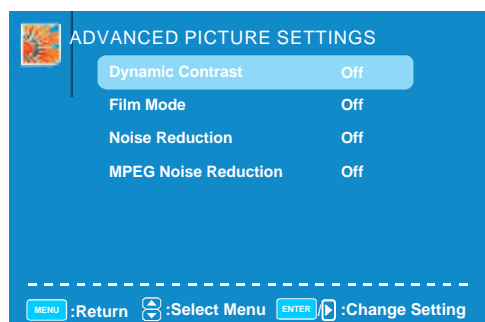 ADVANCED PICTURE SETTINGS
Dynamic Contrast Off
Film Mode Off
Noise Reduction Off
MPEG Noise Reduction Off
MENU :Return :Select Menu ENTER / :Change Setting